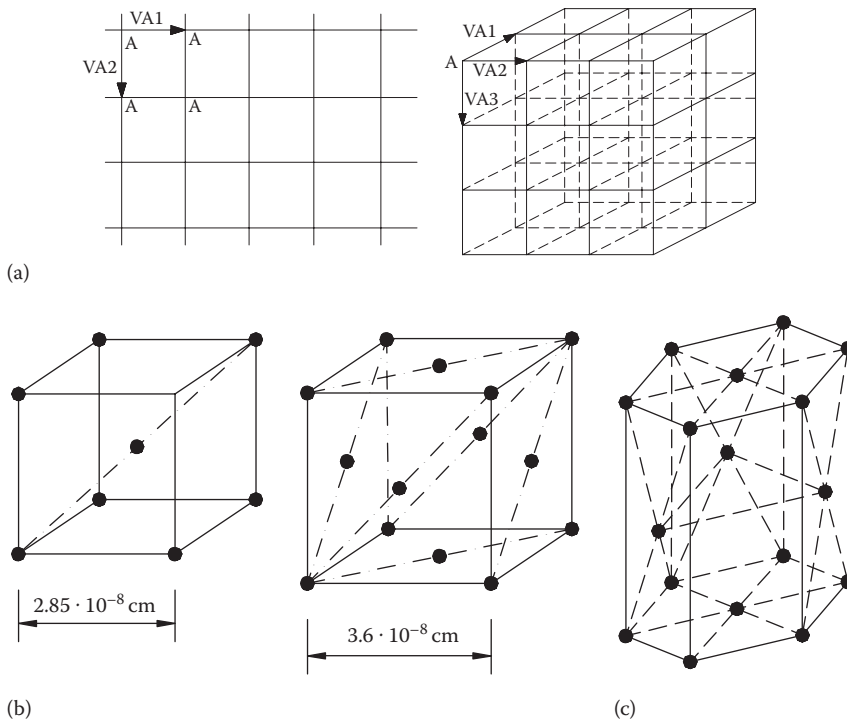 VA1
A
A
VA2
A
A
VA1
A
VA2
VA3
(a)
2.85 · 10⁻⁸ cm
3.6 · 10⁻⁸ cm
(b)
(c)